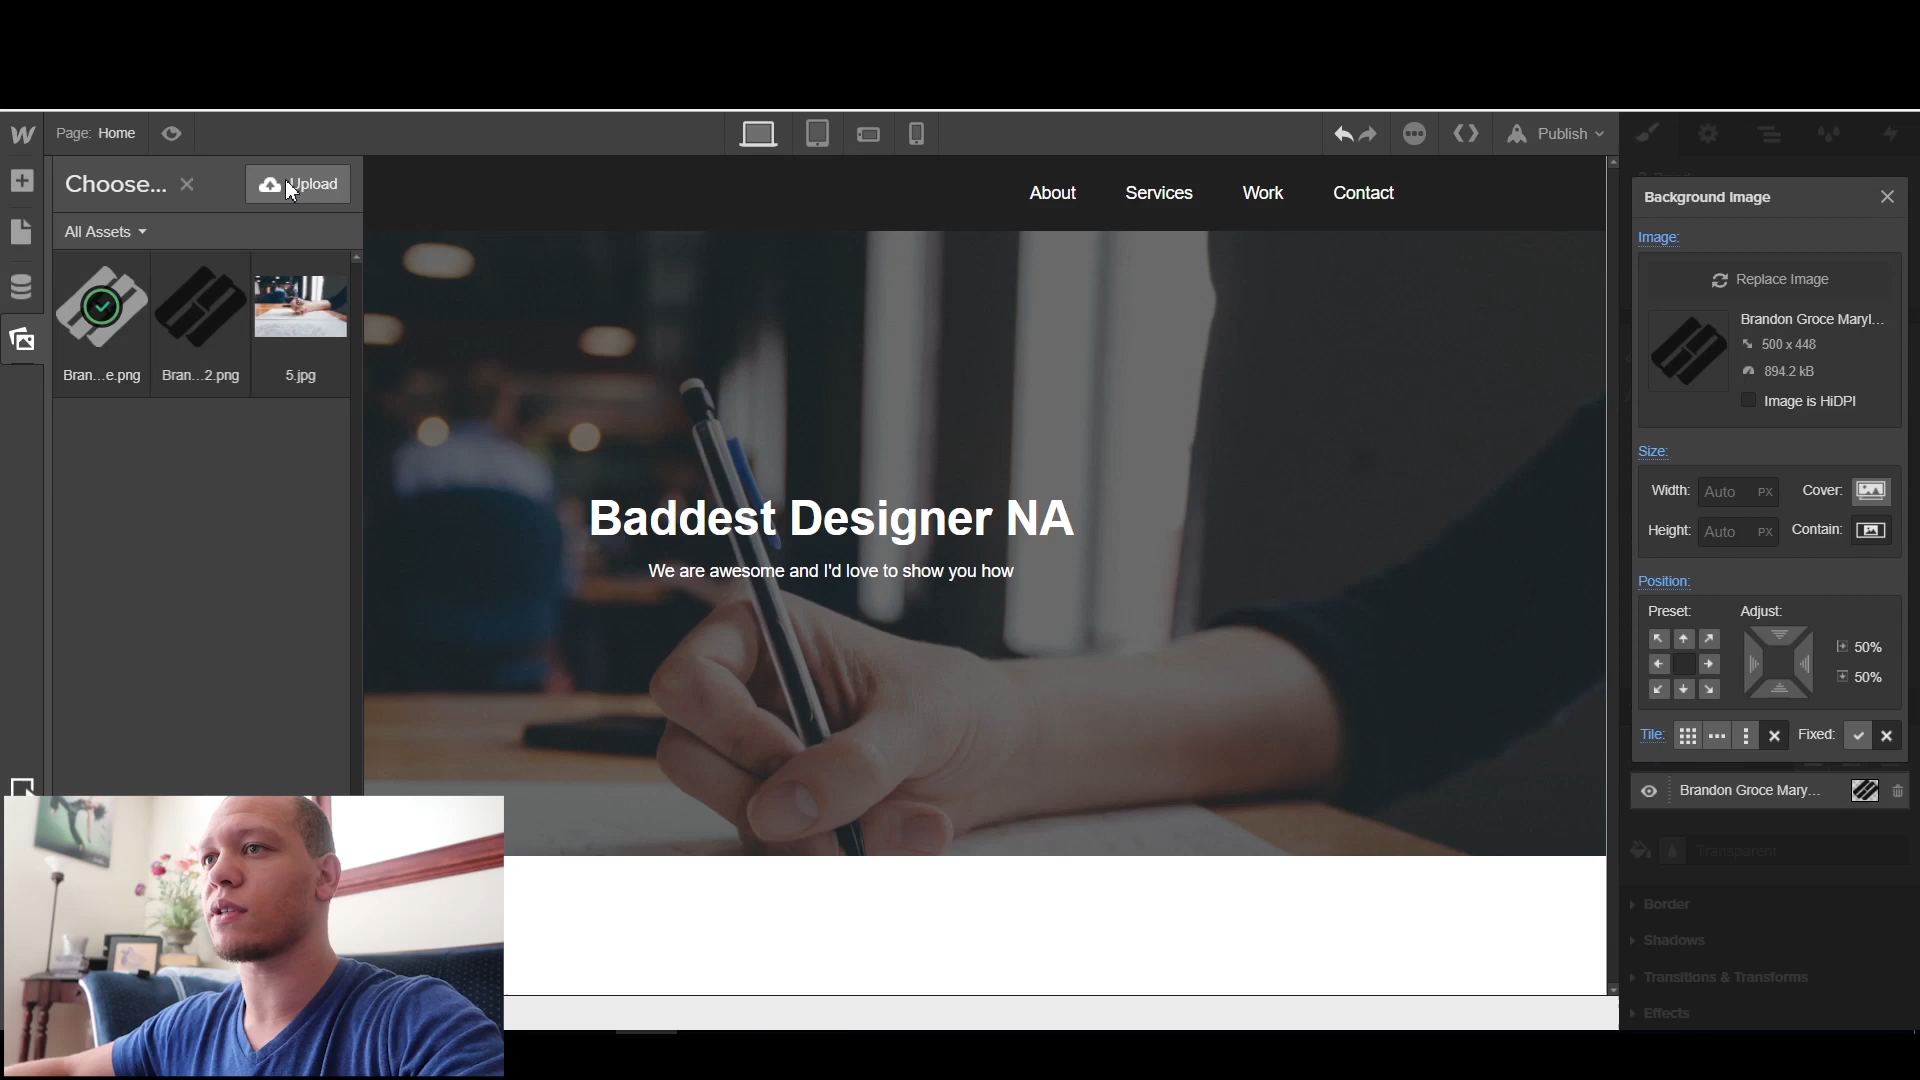 Page: Home
Publish
Choose...
Upload
All Assets
Bran...e.png
Bran...2.png
5.jpg
About
Services
Work
Contact
Baddest Designer NA
We are awesome and I'd love to show you how
Background Image
Image:
Replace Image
Brandon Groce Maryl...
500 x 448
894.2 kB
Image is HiDPI
Size:
Width: Auto PX Cover:
Height: Auto PX Contain:
Position:
Preset: Adjust:
50%
50%
Tile: Fixed:
Brandon Groce Mary...
Transparent
Border
Shadows
Transitions & Transforms
Effects